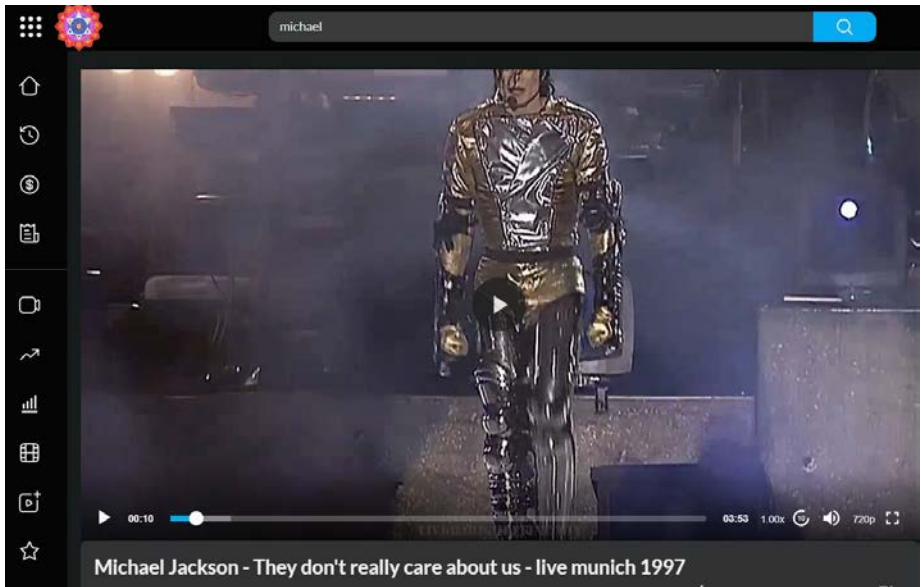 michael
00:10
03:53 1.00x 10 720p
Michael Jackson - They don't really care about us - live munich 1997